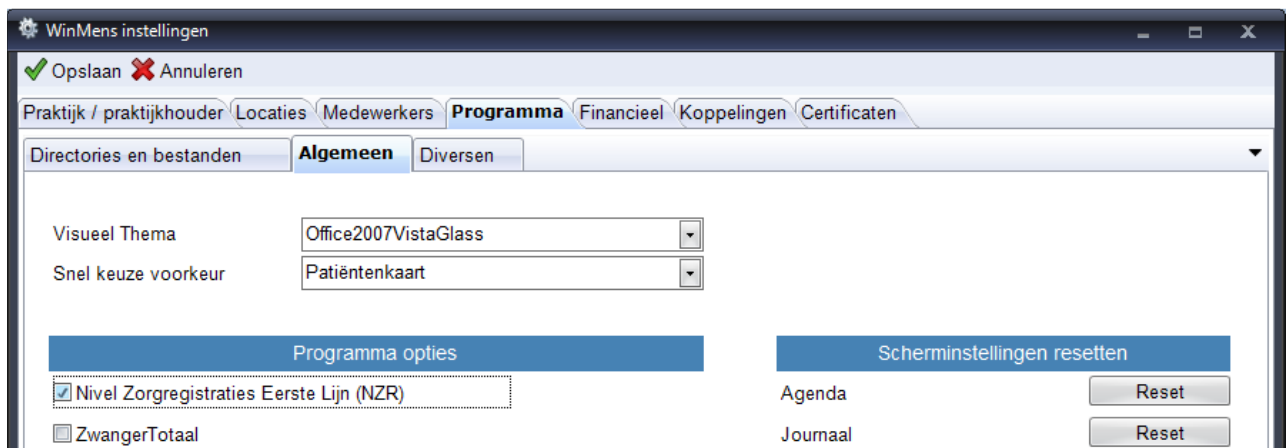 WinMens instellingen
Opslaan Annuleren
Praktijk / praktijkhouder Locaties Medewerkers Programma Financieel Koppelingen Certificaten
Directories en bestanden Algemeen Diversen
Visueel Thema Office2007VistaGlass
Snel keuze voorkeur Patiëntenkaart
Programma opties Scherminstellingen resetten
Nivel Zorgregistraties Eerste Lijn (NZR) Agenda Reset
ZwangerTotaal Journaal Reset